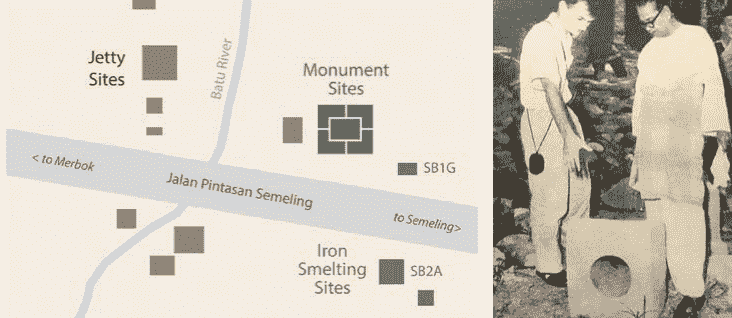 Jetty
Sites
Batu River
Monument
Sites
SB1G
< to Merbok
Jalan Pintasan Semeling
to Semeling>
Iron
Smelting
Sites
SB2A